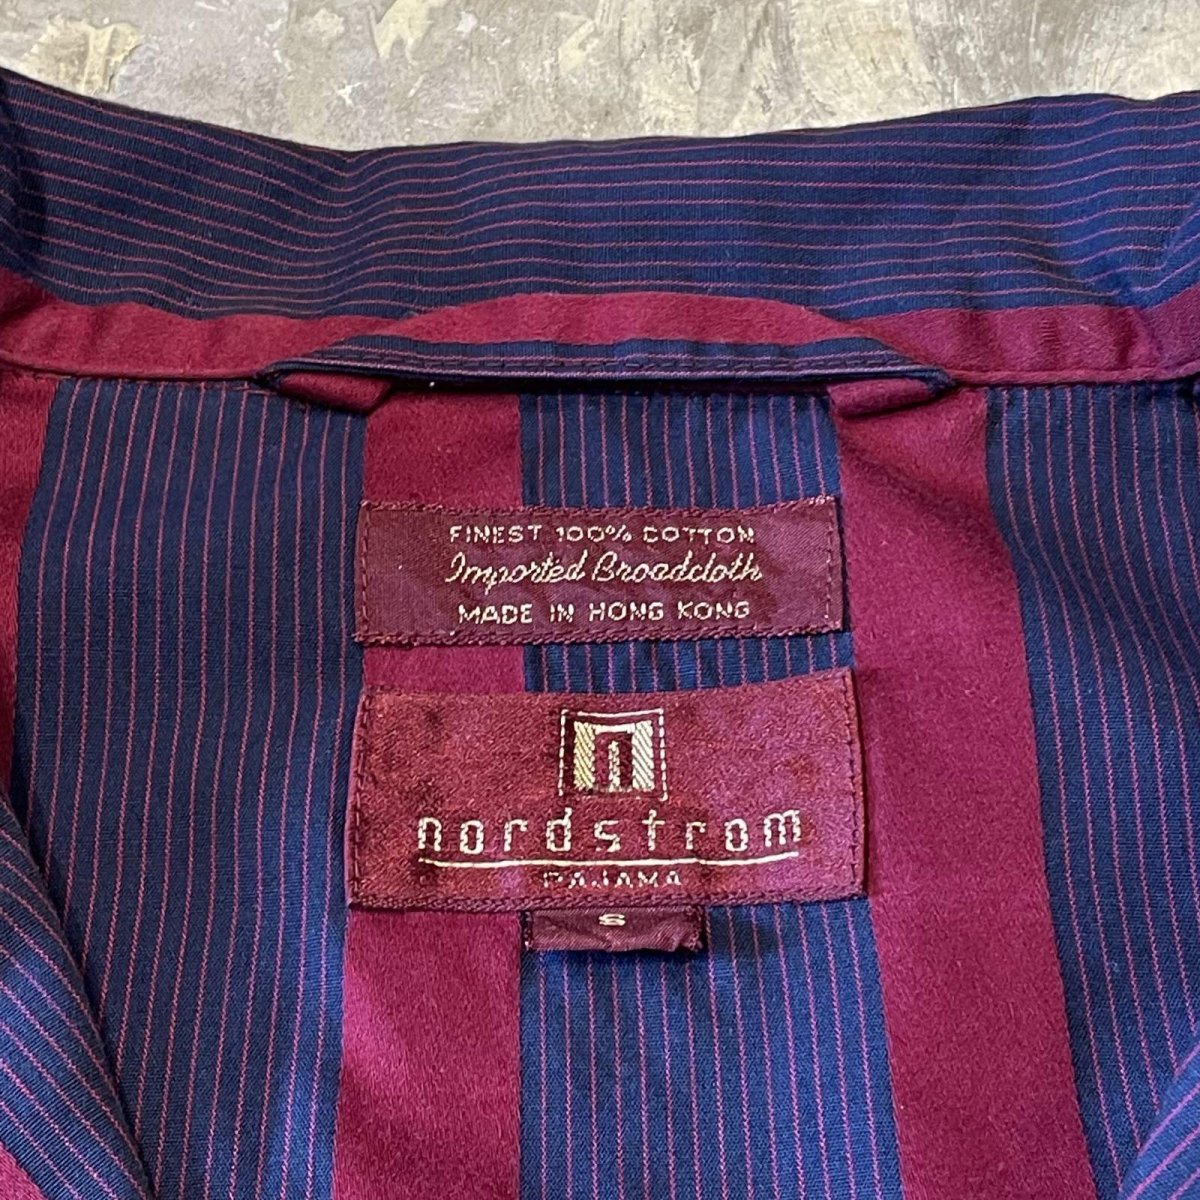 FINEST 100% COTTON
Imported Broadcloth
MADE IN HONG KONG
n
nordstrom
PAJAMA
S